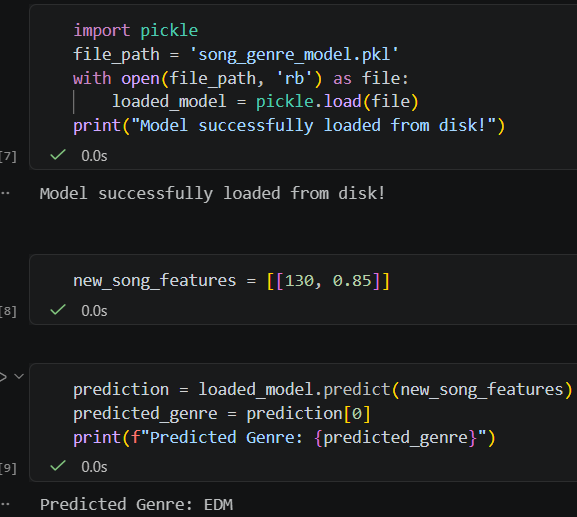 import pickle
file_path = 'song_genre_model.pkl'
with open(file_path, 'rb') as file:
    loaded_model = pickle.load(file)
print("Model successfully loaded from disk!")
[7]
0.0s
Model successfully loaded from disk!
new_song_features = [[130, 0.85]]
[8]
0.0s
prediction = loaded_model.predict(new_song_features)
predicted_genre = prediction[0]
print(f"Predicted Genre: {predicted_genre}")
[9]
0.0s
Predicted Genre: EDM